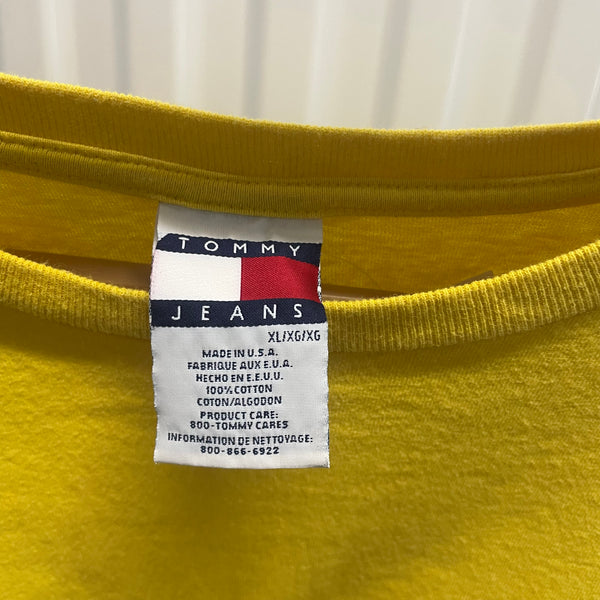 TOMMY
JEANS
XL/XG/XG
MADE IN U.S.A.
FABRIQUE AUX E.U.A.
HECHO EN E.E.U.U.
100% COTTON
COTON/ALGODON
PRODUCT CARE:
800-TOMMY CARES
INFORMATION DE NETTOYAGE:
800-866-6922